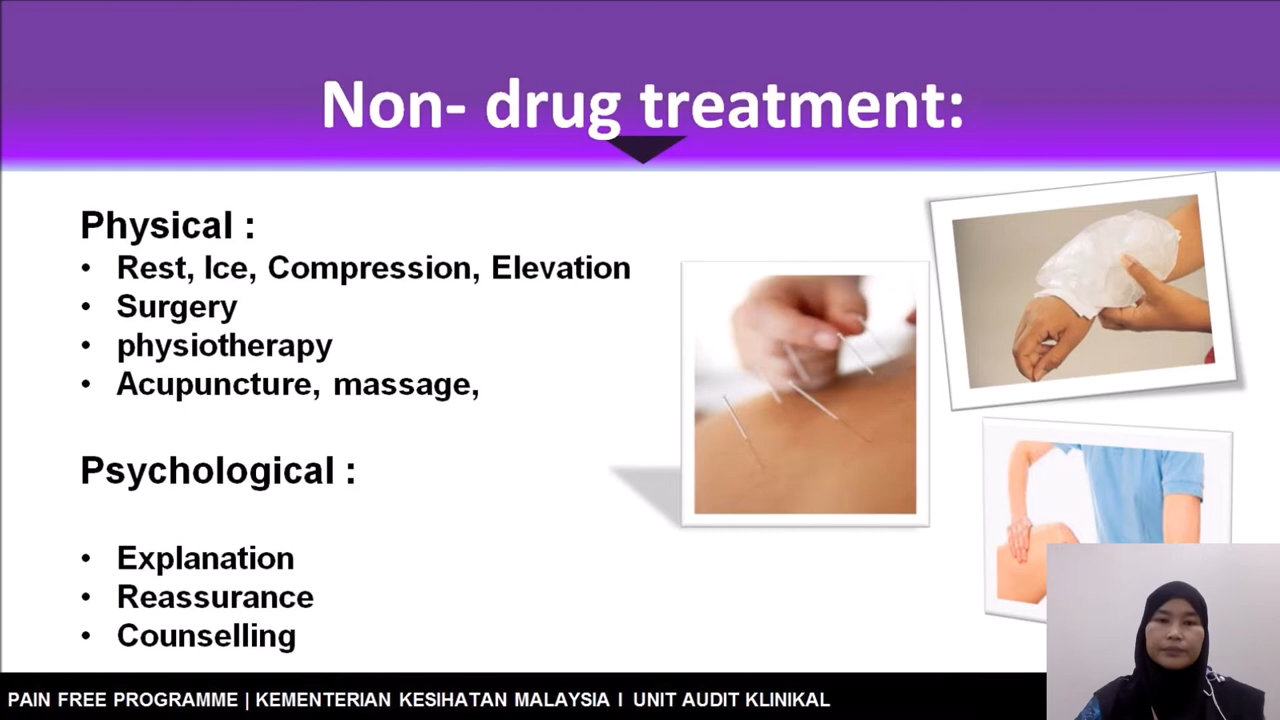 Non- drug treatment:
Physical :
• Rest, Ice, Compression, Elevation
• Surgery
• physiotherapy
• Acupuncture, massage,
Psychological :
• Explanation
• Reassurance
• Counselling
PAIN FREE PROGRAMME | KEMENTERIAN KESIHATAN MALAYSIA I UNIT AUDIT KLINIKAL